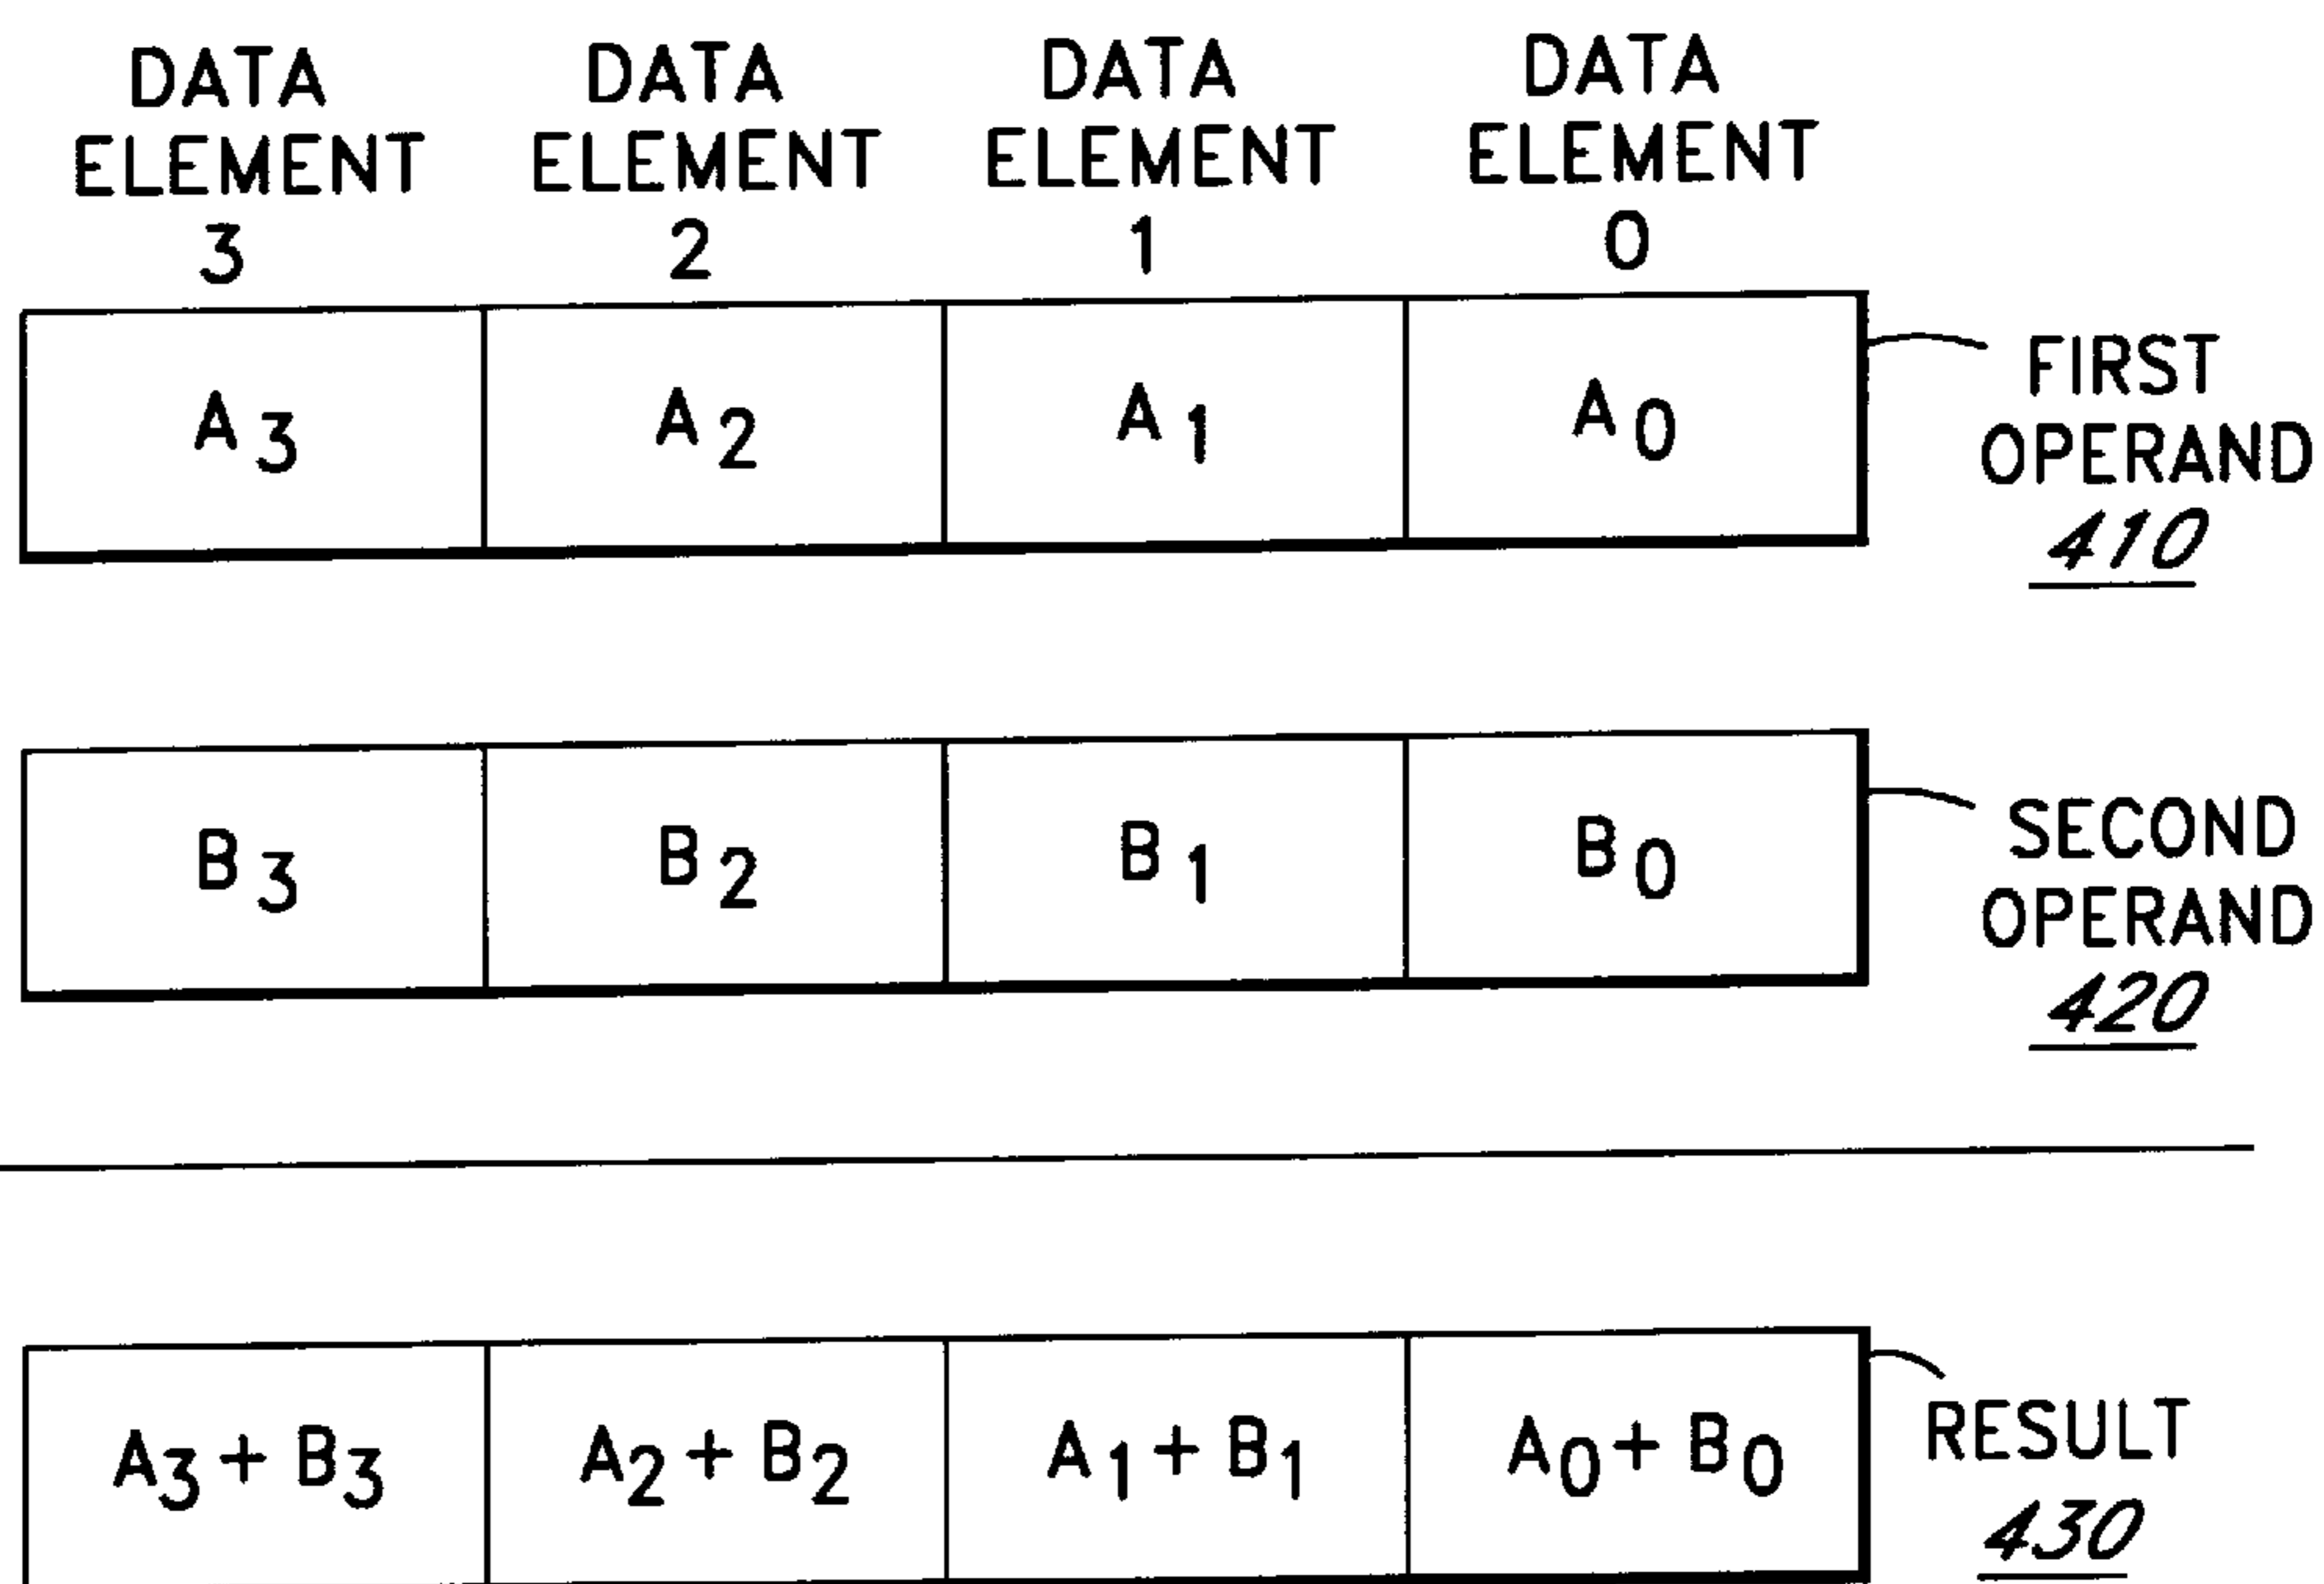 DATA DATA DATA DATA
ELEMENT ELEMENT ELEMENT ELEMENT
3 2 1 0
A3 A2 A1 A0
FIRST
OPERAND
410
B3 B2 B1 B0
SECOND
OPERAND
420
A3 + B3 A2 + B2 A1 + B1 A0 + B0
RESULT
430